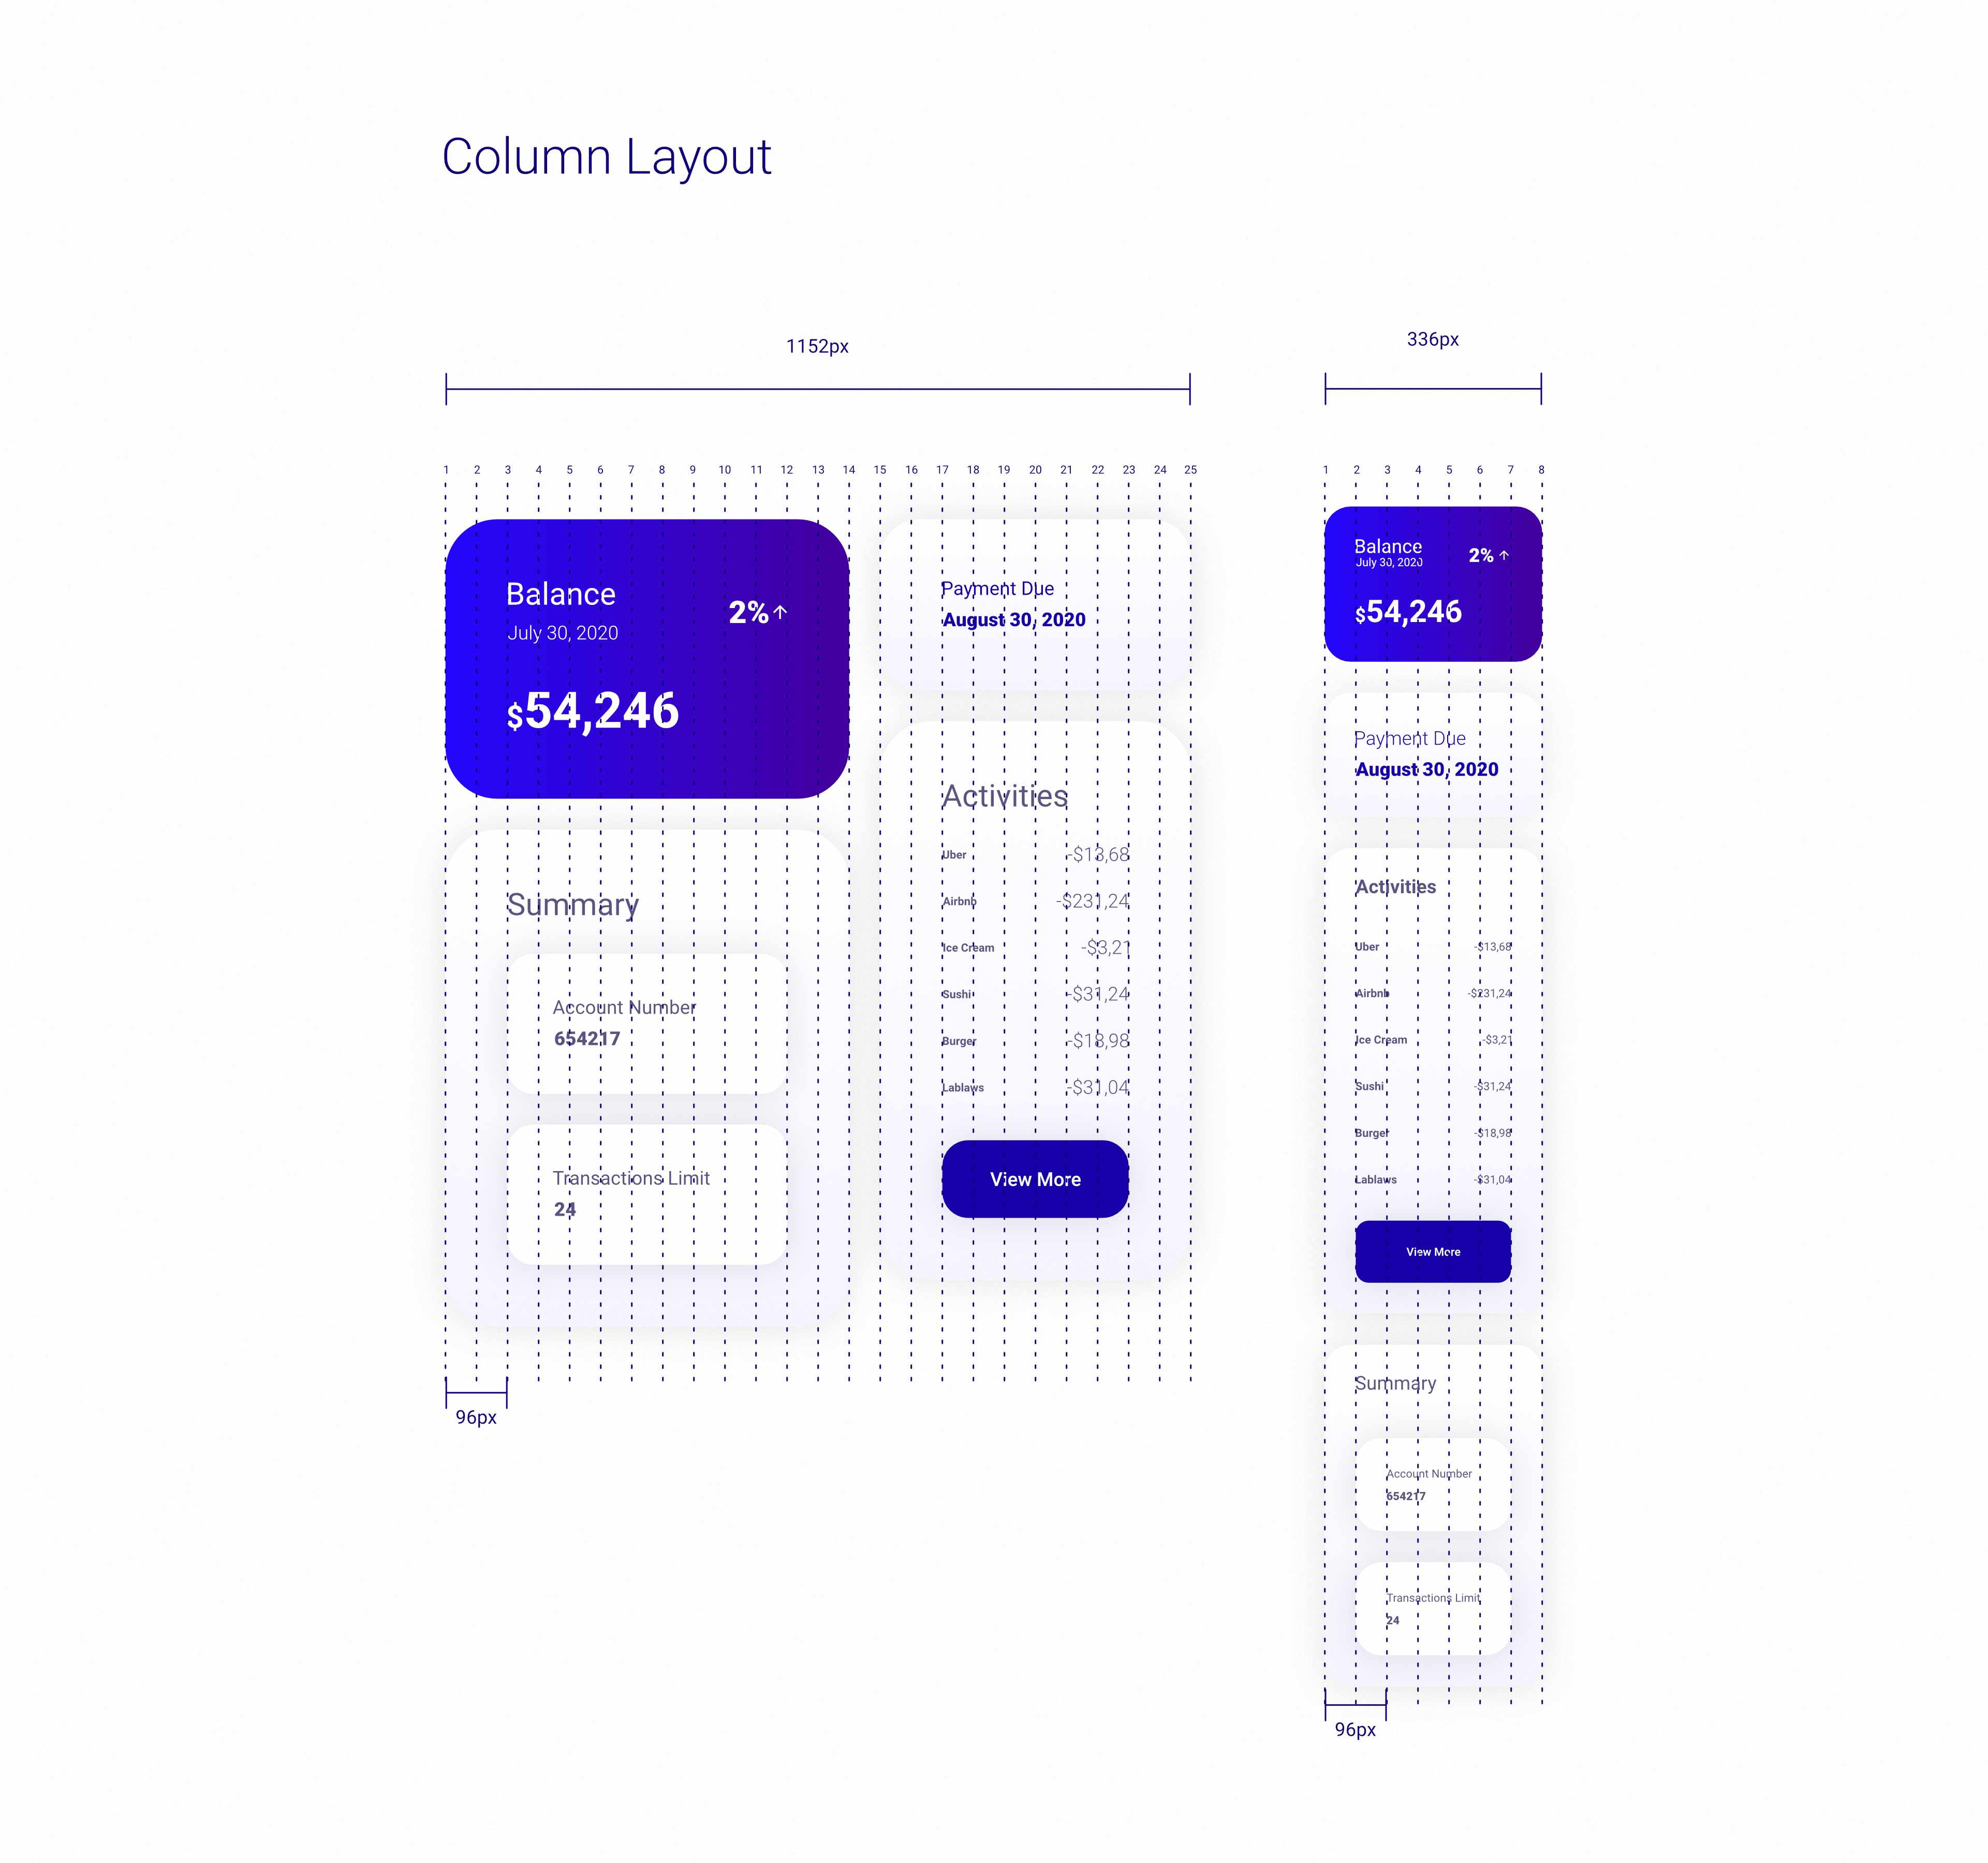 Column Layout
1152px
336px
1 2 3 4 5 6 7 8 9 10 11 12 13 14 15 16 17 18 19 20 21 22 23 24 25
1 2 3 4 5 6 7 8
Balance
July 30, 2020
2%↑
$54,246
Summary
Account Number
654217
Transactions Limit
24
Payment Due
August 30, 2020
Activities
Uber -$13,68
Airbnb -$231,24
Ice Cream -$3,21
Sushi -$31,24
Burger -$18,98
Lablaws -$31,04
View More
96px
Balance
July 30, 2020
2% ↑
$54,246
Payment Due
August 30, 2020
Activities
Uber -$13,68
Airbnb -$231,24
Ice Cream -$3,21
Sushi -$31,24
Burger -$18,98
Lablaws -$31,04
View More
Summary
Account Number
654217
Transactions Limit
24
96px